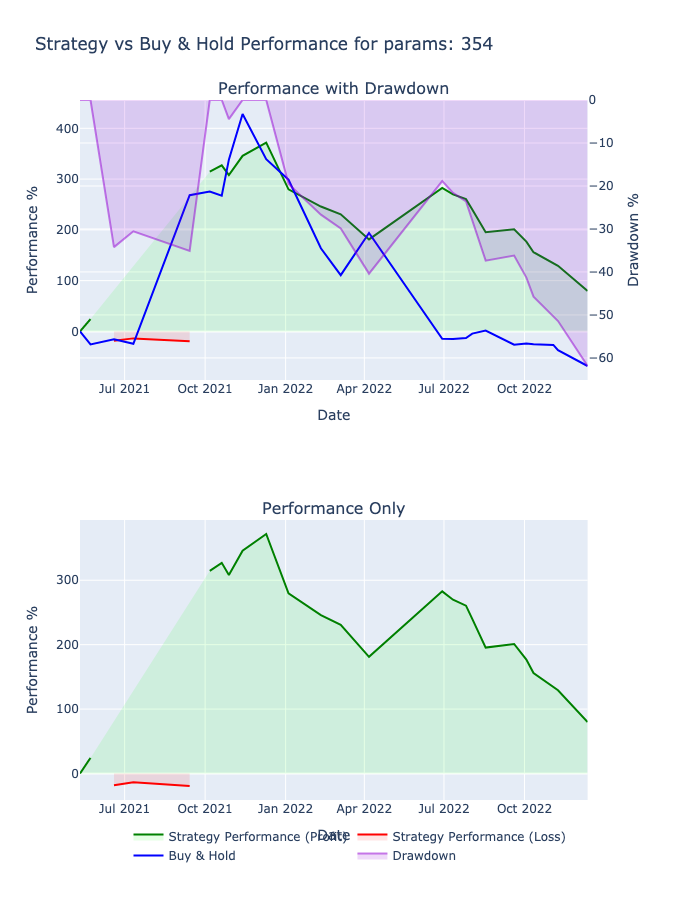 Strategy vs Buy & Hold Performance for params: 354
Performance with Drawdown
400
300
200
100
0
Performance %
0
−10
−20
−30
−40
−50
−60
Drawdown %
Jul 2021 Oct 2021 Jan 2022 Apr 2022 Jul 2022 Oct 2022
Date
Performance Only
300
200
100
0
Performance %
Jul 2021 Oct 2021 Jan 2022 Apr 2022 Jul 2022 Oct 2022
Date
Strategy Performance (Profit) Strategy Performance (Loss)
Buy & Hold Drawdown